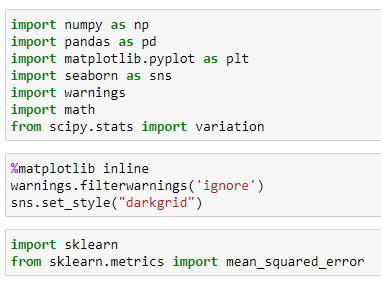 import numpy as np
import pandas as pd
import matplotlib.pyplot as plt
import seaborn as sns
import warnings
import math
from scipy.stats import variation
%matplotlib inline
warnings.filterwarnings('ignore')
sns.set_style("darkgrid")
import sklearn
from sklearn.metrics import mean_squared_error